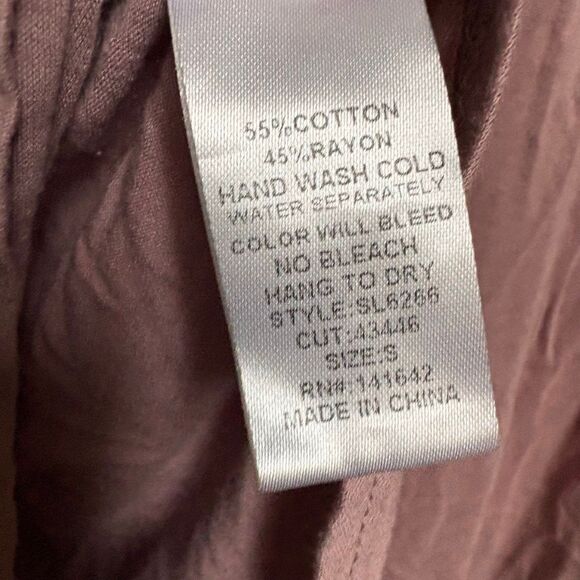 55%COTTON
45%RAYON
HAND WASH COLD
WATER SEPARATELY
COLOR WILL BLEED
NO BLEACH
HANG TO DRY
STYLE:SL6266
CUT:43446
SIZE:S
RN#:141642
MADE IN CHINA